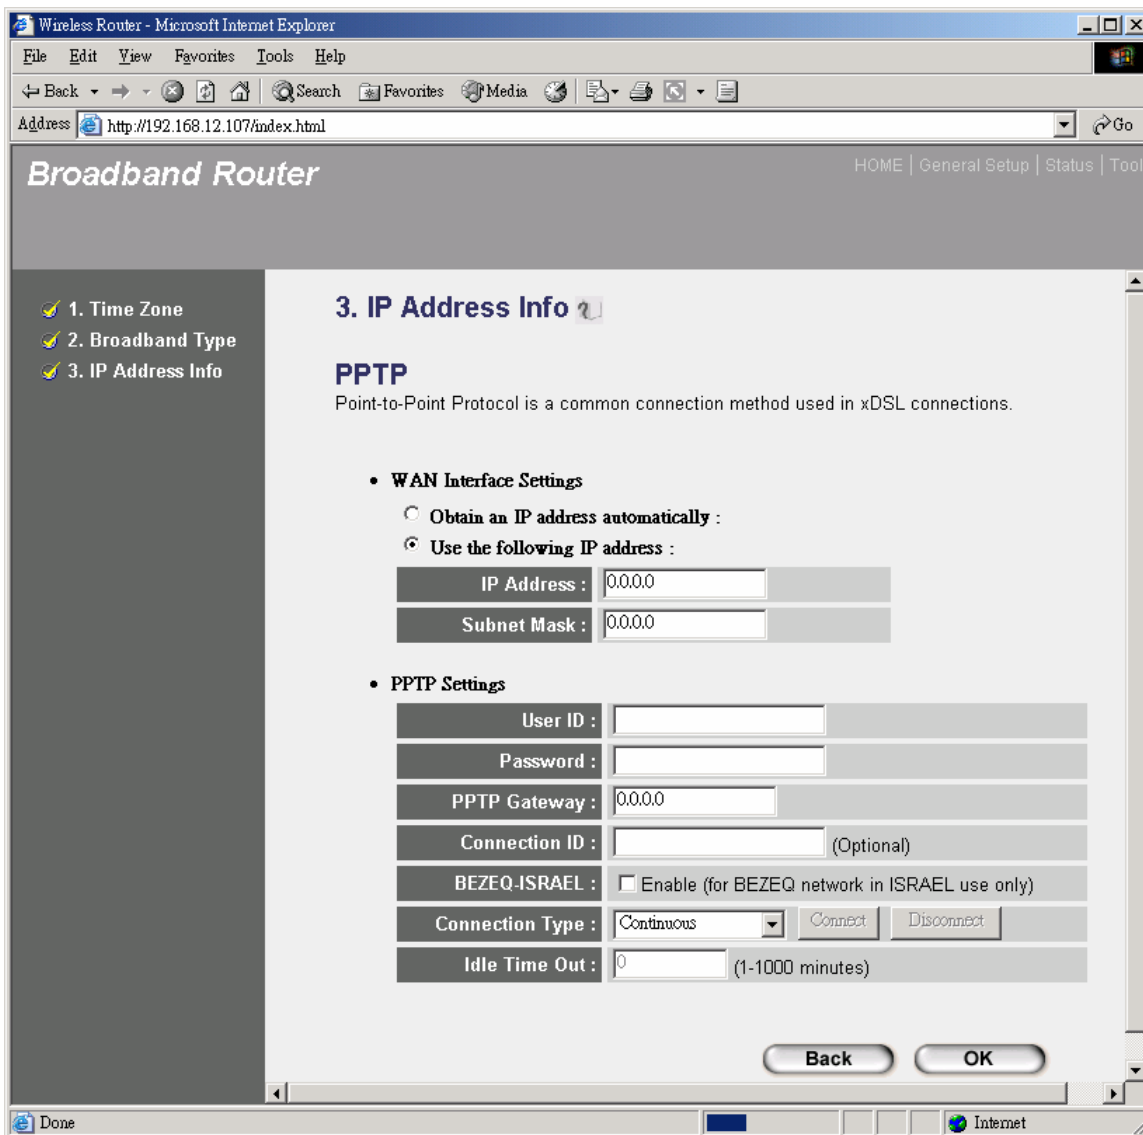 Wireless Router - Microsoft Internet Explorer
File Edit View Favorites Tools Help
Back Search Favorites Media
Address http://192.168.12.107/index.html Go
Broadband Router
HOME | General Setup | Status | Tool
1. Time Zone
2. Broadband Type
3. IP Address Info
3. IP Address Info
PPTP
Point-to-Point Protocol is a common connection method used in xDSL connections.
• WAN Interface Settings
Obtain an IP address automatically :
Use the following IP address :
IP Address : 0.0.0.0
Subnet Mask : 0.0.0.0
• PPTP Settings
User ID :
Password :
PPTP Gateway : 0.0.0.0
Connection ID : (Optional)
BEZEQ-ISRAEL : Enable (for BEZEQ network in ISRAEL use only)
Connection Type : Continuous Connect Disconnect
Idle Time Out : 0 (1-1000 minutes)
Back OK
Done Internet